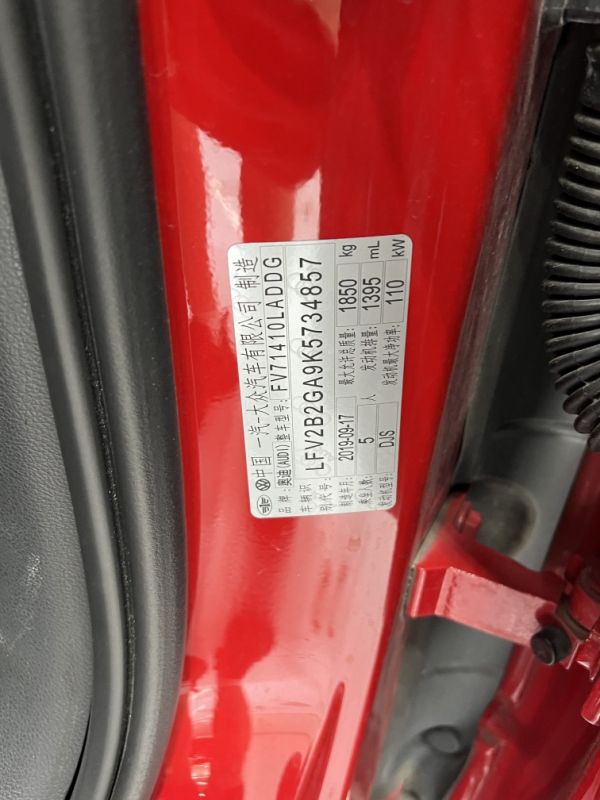 中国 一汽-大众汽车有限公司 制造
品牌：奥迪(AUDI) 整车型号： FV71410LADDG
车辆识别代号： LFV2B2GA9K5734857
制造年月： 2019-09-17 最大允许总质量： 1850 kg
乘坐人数： 5 人 发动机排量： 1395 mL
发动机型号： DJS 发动机最大净功率： 110 kW